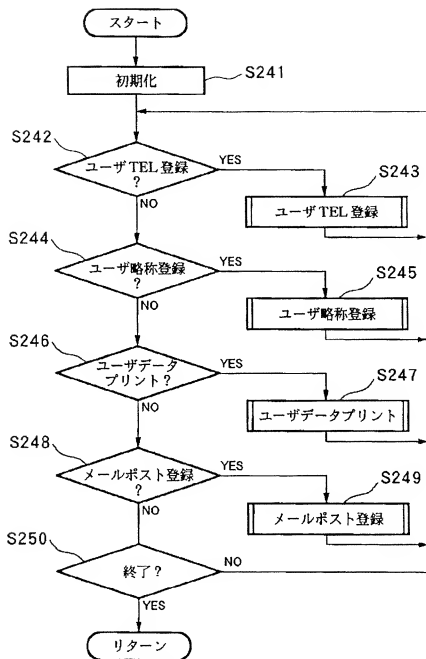 スタート
初期化
S241
S242
ユーザTEL登録
?
YES
NO
S243
ユーザTEL登録
S244
ユーザ略称登録
?
YES
NO
S245
ユーザ略称登録
S246
ユーザデータ
プリント?
YES
NO
S247
ユーザデータプリント
S248
メールポスト登録
?
YES
NO
S249
メールポスト登録
S250
終了?
NO
YES
リターン